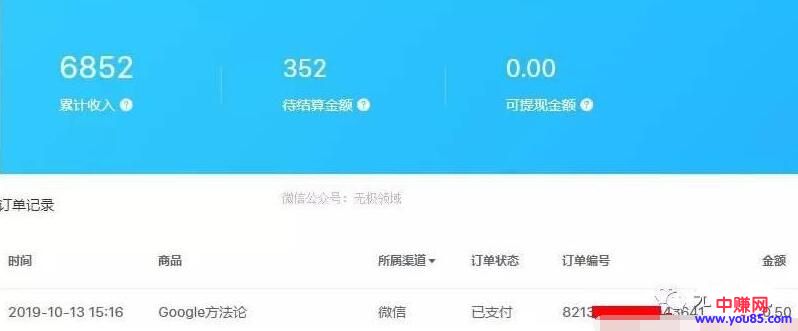 6852 352 0.00
累计收入 ? 待结算金额 ? 可提现金额 ?
订单记录
微信公众号：无极领域
时间 商品 所属渠道 订单状态 订单编号 金额
2019-10-13 15:16 Google方法论 微信 已支付 8213 3641 0.50
中赚网
www.you85.com